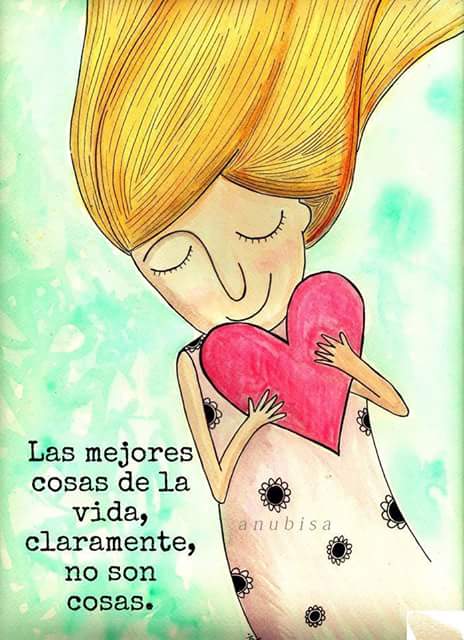 Las mejores
cosas de la
vida,
claramente,
no son
cosas.
anubisa